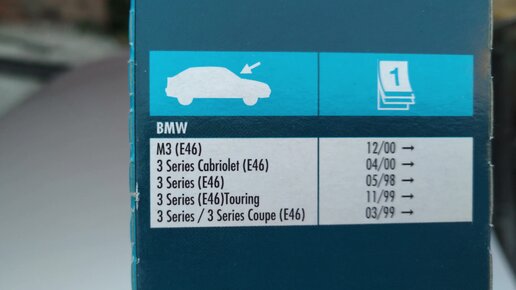 1
BMW
M3 (E46) 12/00 →
3 Series Cabriolet (E46) 04/00 →
3 Series (E46) 05/98 →
3 Series (E46)Touring 11/99 →
3 Series / 3 Series Coupe (E46) 03/99 →